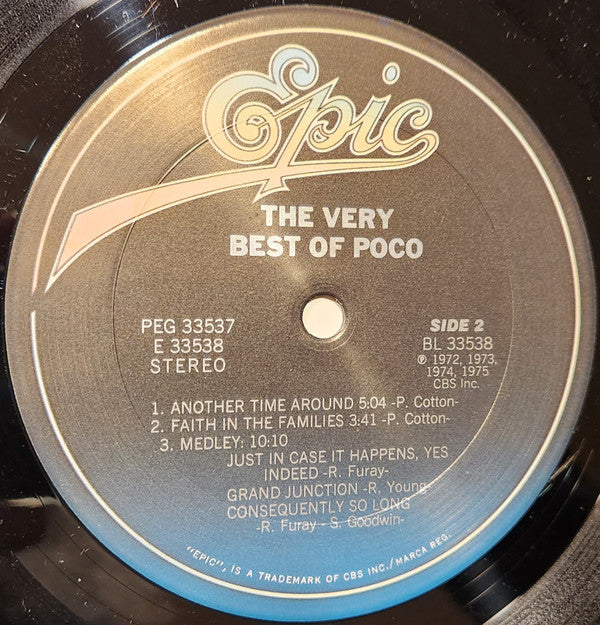 Epic
THE VERY
BEST OF POCO
PEG 33537
E 33538
STEREO
SIDE 2
BL 33538
℗ 1972, 1973,
1974, 1975
CBS Inc.
1. ANOTHER TIME AROUND 5:04 -P. Cotton-
2. FAITH IN THE FAMILIES 3:41 -P. Cotton-
3. MEDLEY: 10:10
JUST IN CASE IT HAPPENS, YES
INDEED -R. Furay-
GRAND JUNCTION -R. Young-
CONSEQUENTLY SO LONG
-R. Furay - S. Goodwin-
"EPIC", IS A TRADEMARK OF CBS INC./MARCA REG.